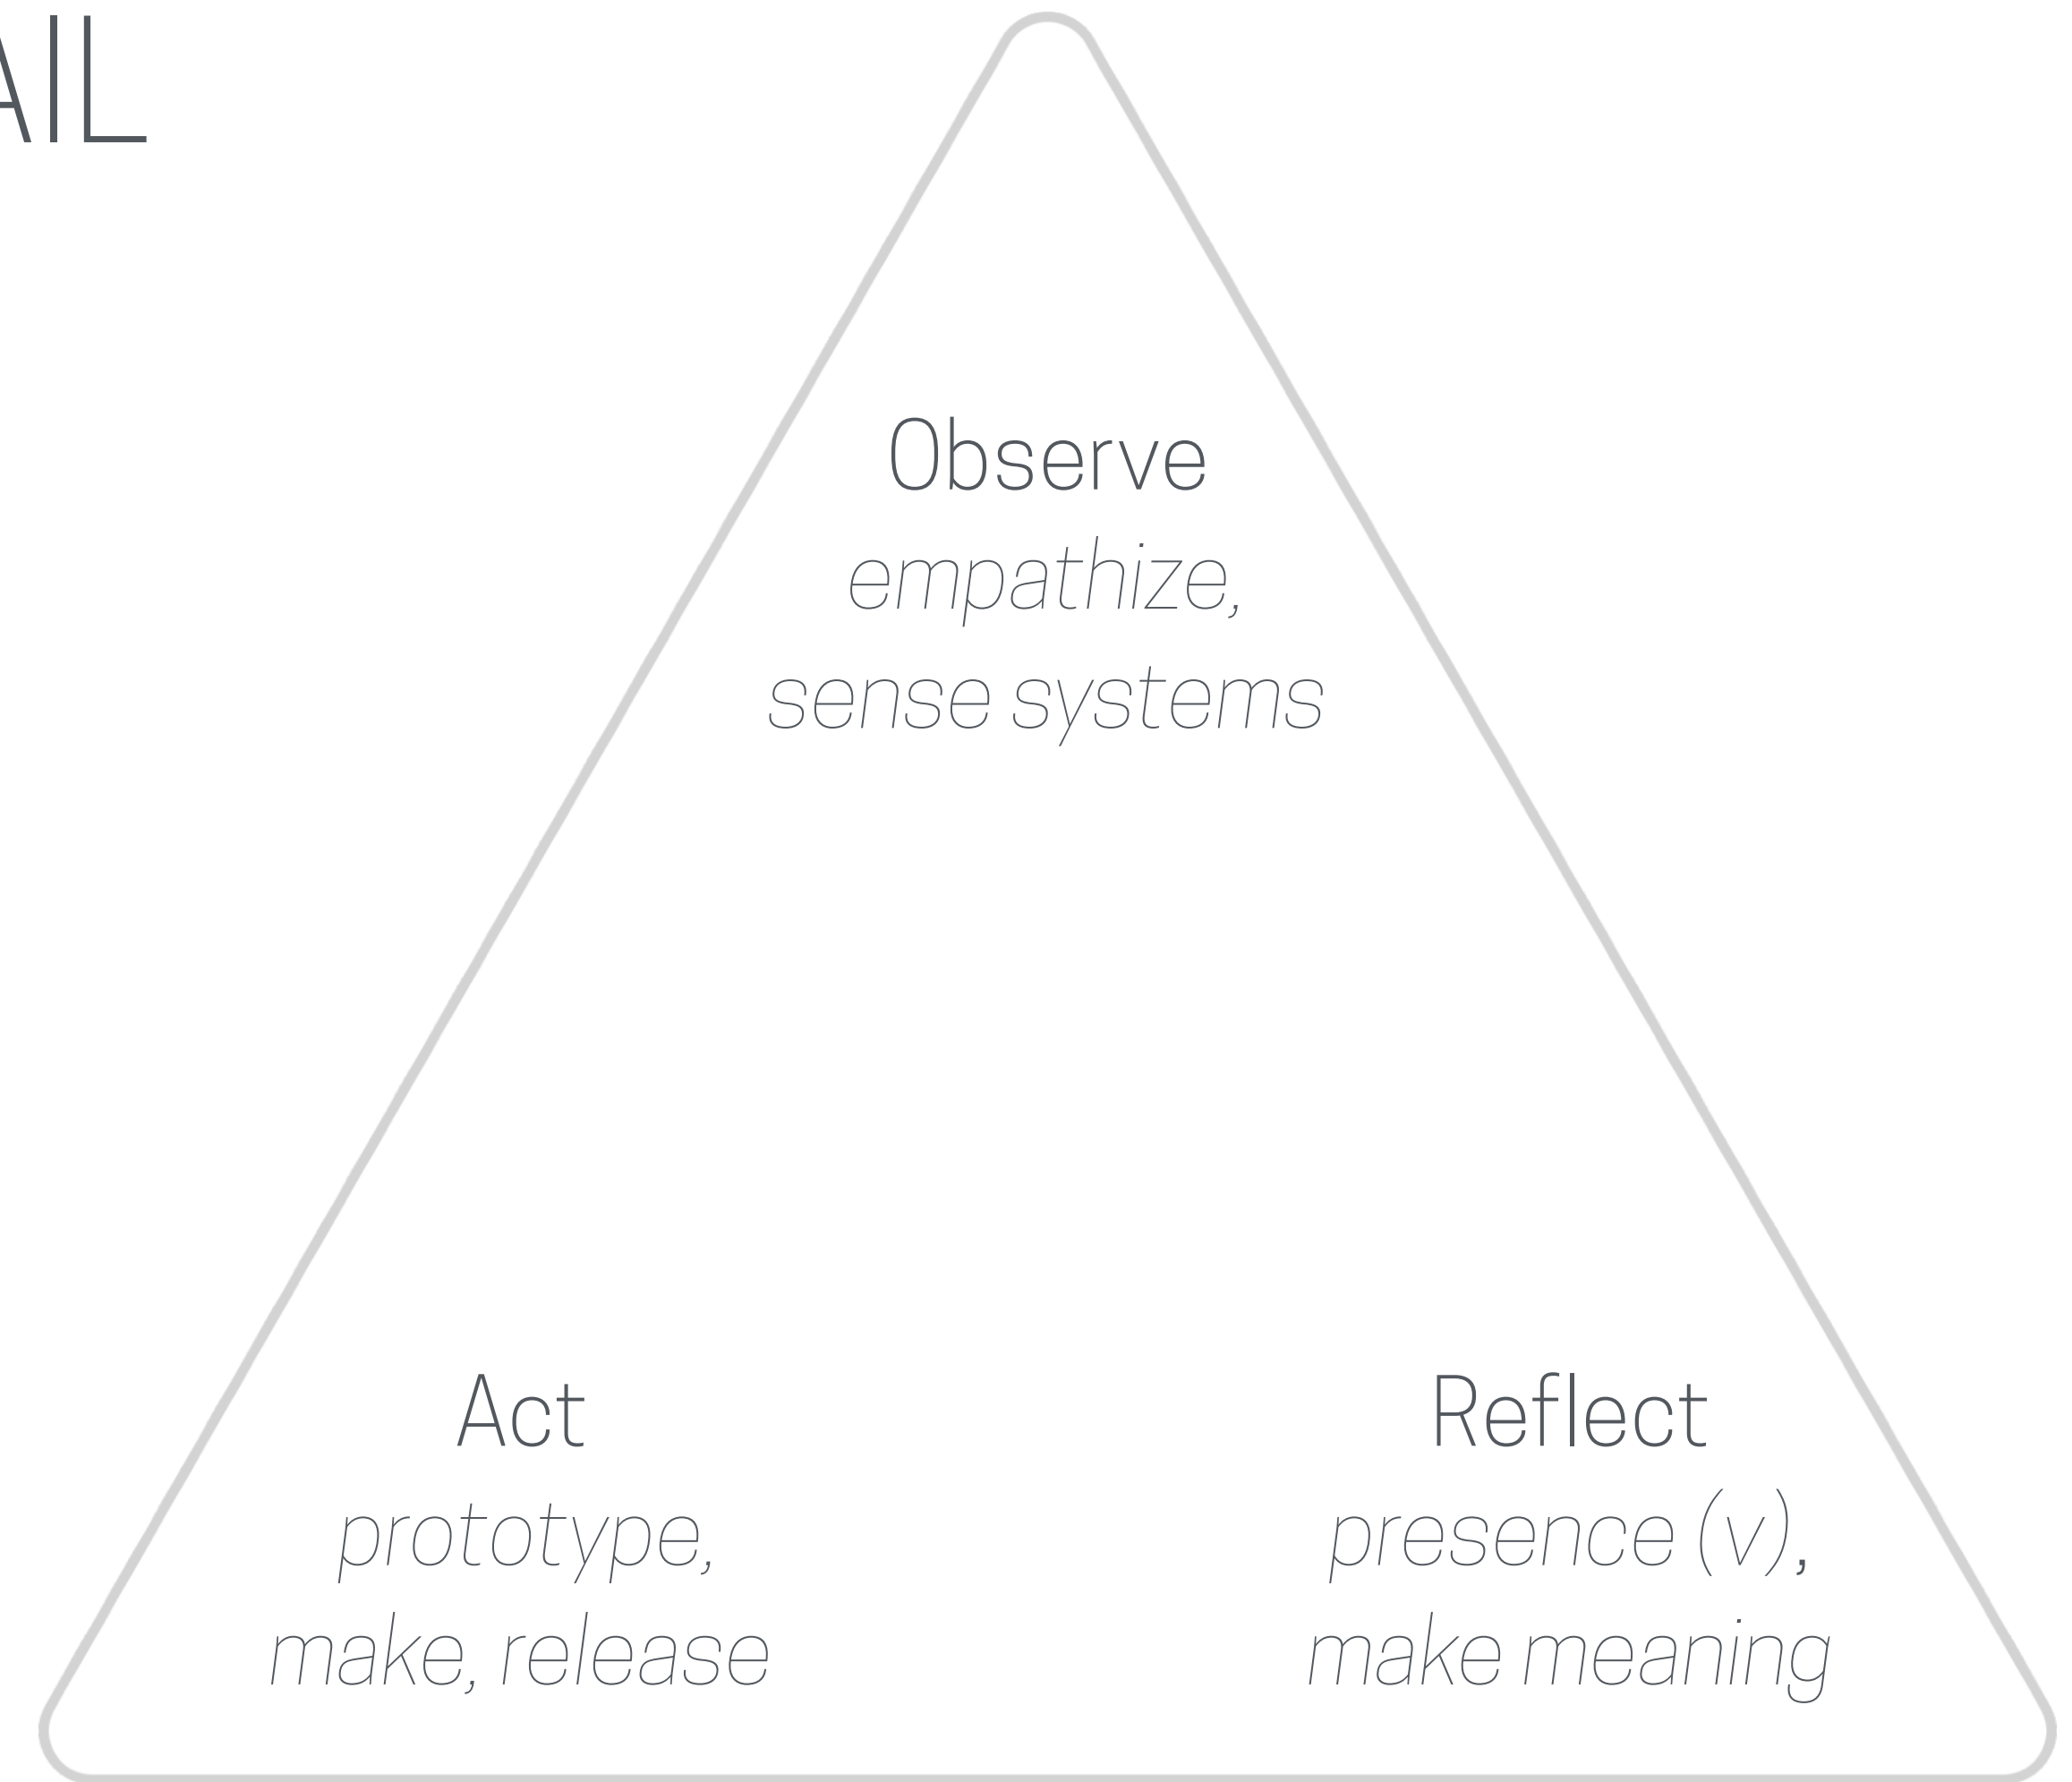 AIL
Observe
empathize,
sense systems
Act
prototype,
make, release
Reflect
presence (v),
make meaning